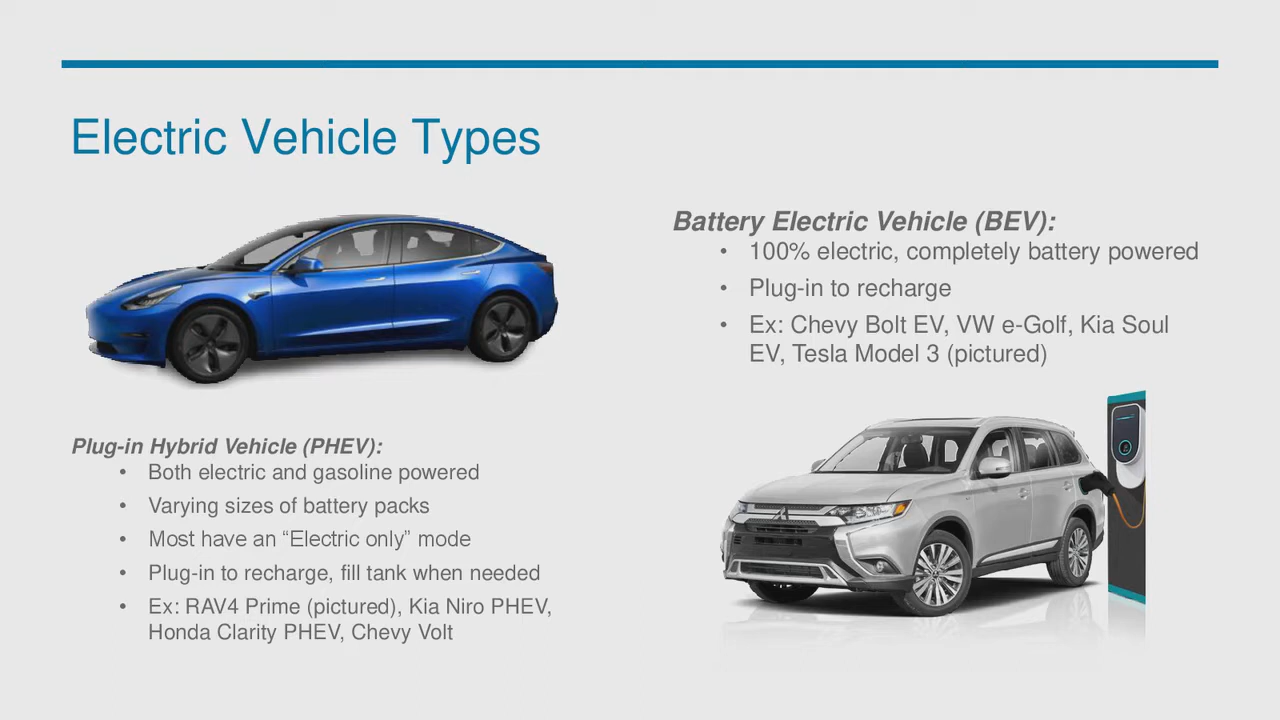 Electric Vehicle Types
Battery Electric Vehicle (BEV):
• 100% electric, completely battery powered
• Plug-in to recharge
• Ex: Chevy Bolt EV, VW e-Golf, Kia Soul
EV, Tesla Model 3 (pictured)
Plug-in Hybrid Vehicle (PHEV):
• Both electric and gasoline powered
• Varying sizes of battery packs
• Most have an “Electric only” mode
• Plug-in to recharge, fill tank when needed
• Ex: RAV4 Prime (pictured), Kia Niro PHEV,
Honda Clarity PHEV, Chevy Volt